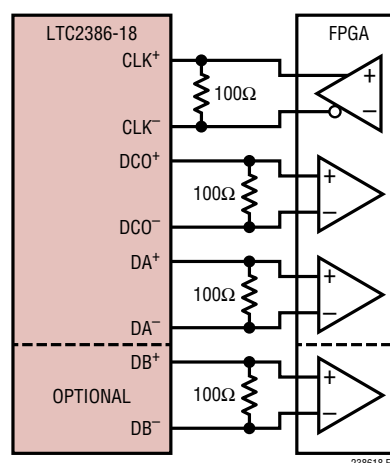 LTC2386-18
FPGA
CLK+
+
100Ω
CLK–
–
DCO+
+
100Ω
DCO–
–
DA+
+
100Ω
DA–
–
DB+
+
OPTIONAL
100Ω
DB–
–